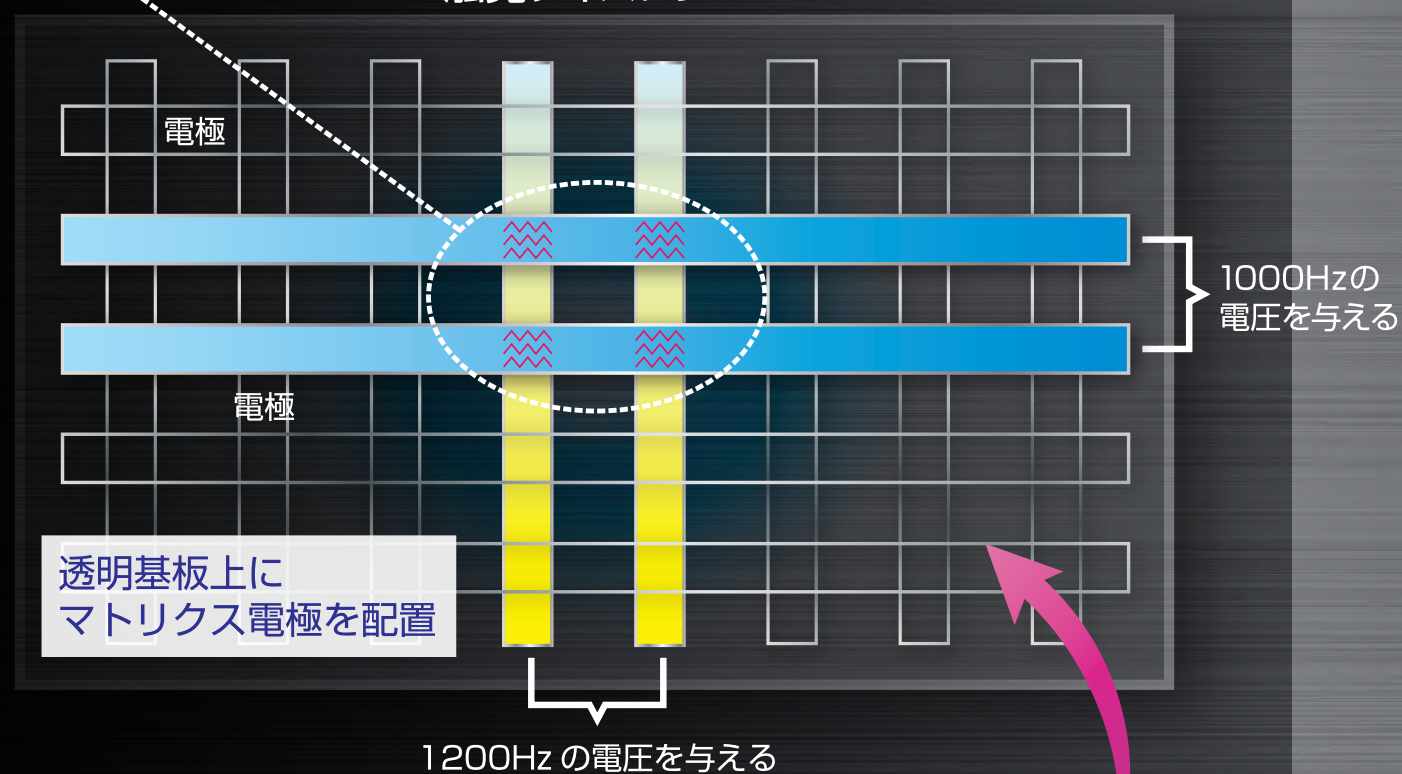 電極
1000Hzの
電圧を与える
電極
透明基板上に
マトリクス電極を配置
1200Hz の電圧を与える